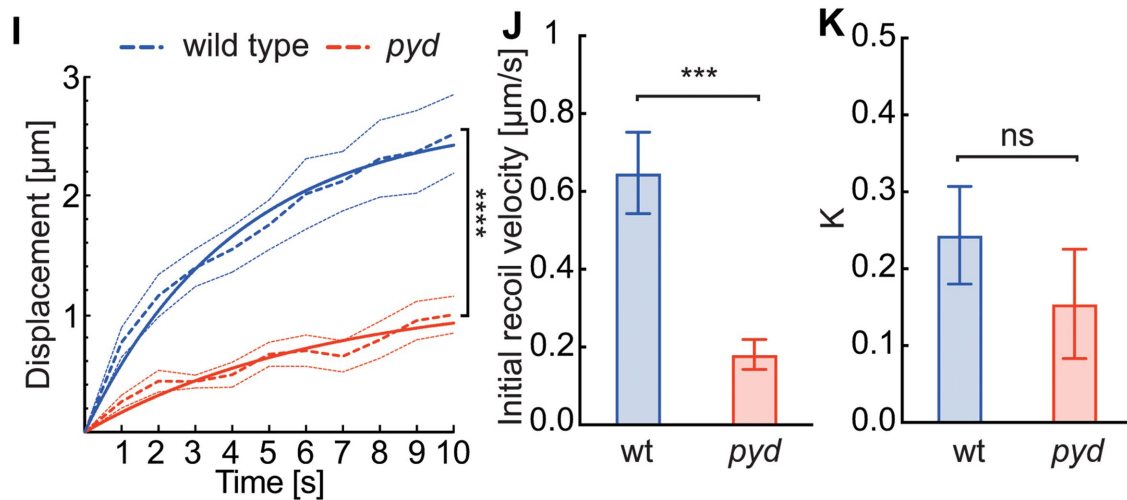 I
wild type pyd
Displacement [µm]
3
2
1
1 2 3 4 5 6 7 8 9 10
Time [s]
****
J
Initial recoil velocity [µm/s]
1
0.8
0.6
0.4
0.2
0.0
***
wt pyd
K
K
0.5
0.4
0.3
0.2
0.1
0.0
ns
wt pyd